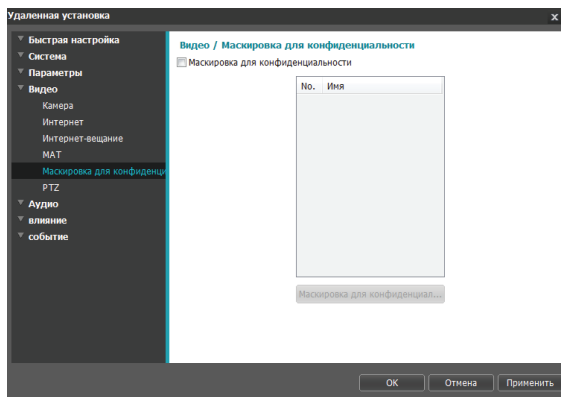 Удаленная установка
x
Быстрая настройка
Система
Параметры
Видео
Камера
Интернет
Интернет-вещание
МАТ
Маскировка для конфиденци
PTZ
Аудио
влияние
событие
Видео / Маскировка для конфиденциальности
Маскировка для конфиденциальности
No. Имя
Маскировка для конфиденциал...
OK Отмена Применить